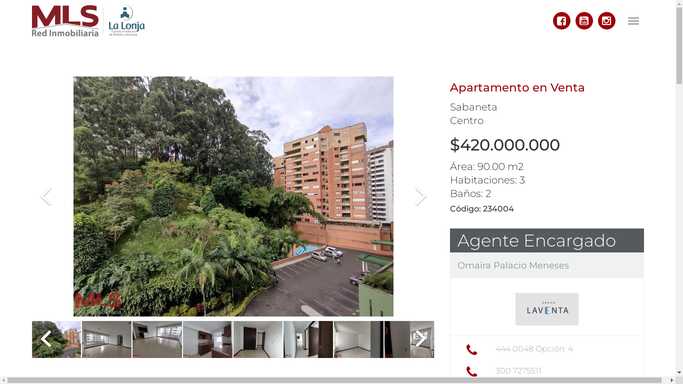 MLS
Red Inmobiliaria
La Lonja
Apartamento en Venta
Sabaneta
Centro
$420.000.000
Área: 90.00 m2
Habitaciones: 3
Baños: 2
Código: 234004
MLS
Agente Encargado
Omaira Palacio Meneses
LAVENTA
444 0048 Opción: 4
300 7275511